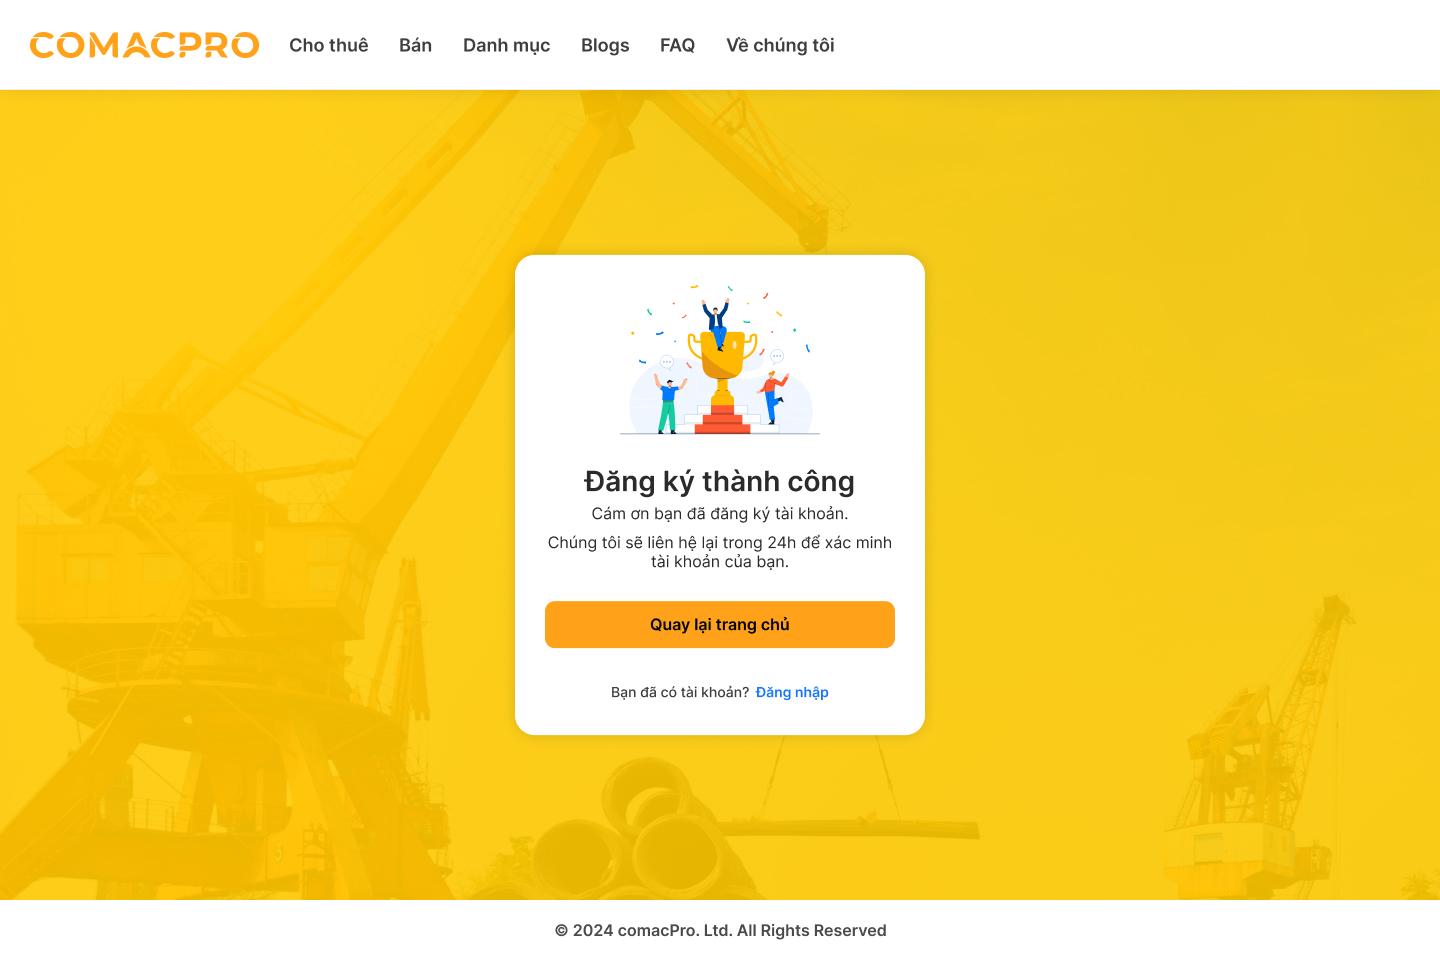 COMACPRO
Cho thuê
Bán
Danh mục
Blogs
FAQ
Về chúng tôi
Đăng ký thành công
Cám ơn bạn đã đăng ký tài khoản.
Chúng tôi sẽ liên hệ lại trong 24h để xác minh
tài khoản của bạn.
Quay lại trang chủ
Bạn đã có tài khoản? Đăng nhập
© 2024 comacPro. Ltd. All Rights Reserved